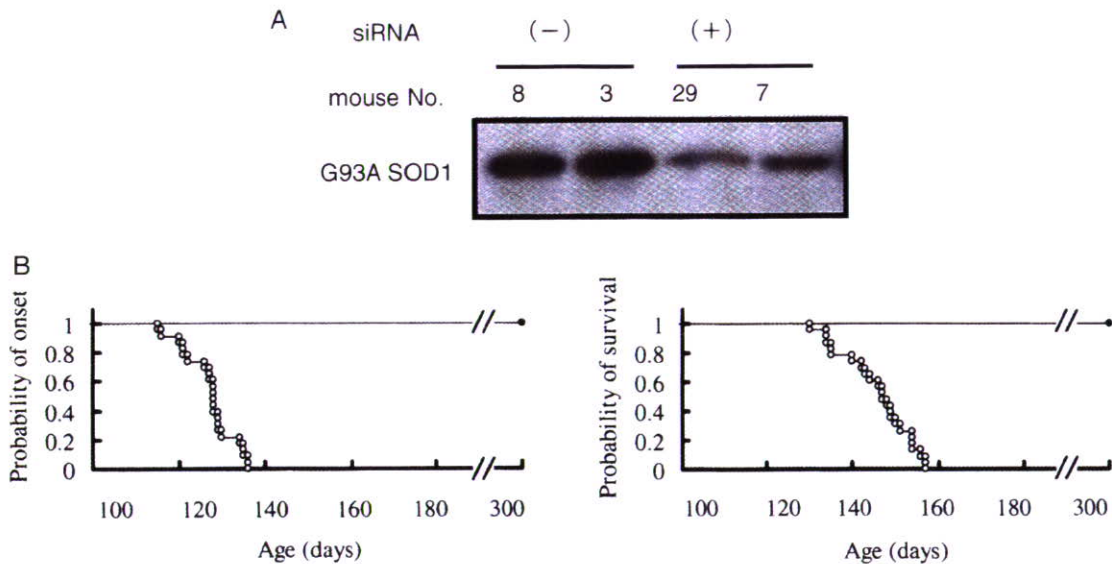 A
siRNA (−) (+)
mouse No. 8 3 29 7
G93A SOD1
B
Probability of onset
1
0.8
0.6
0.4
0.2
0
100 120 140 160 180 300
Age (days)
Probability of survival
1
0.8
0.6
0.4
0.2
0
100 120 140 160 180 300
Age (days)